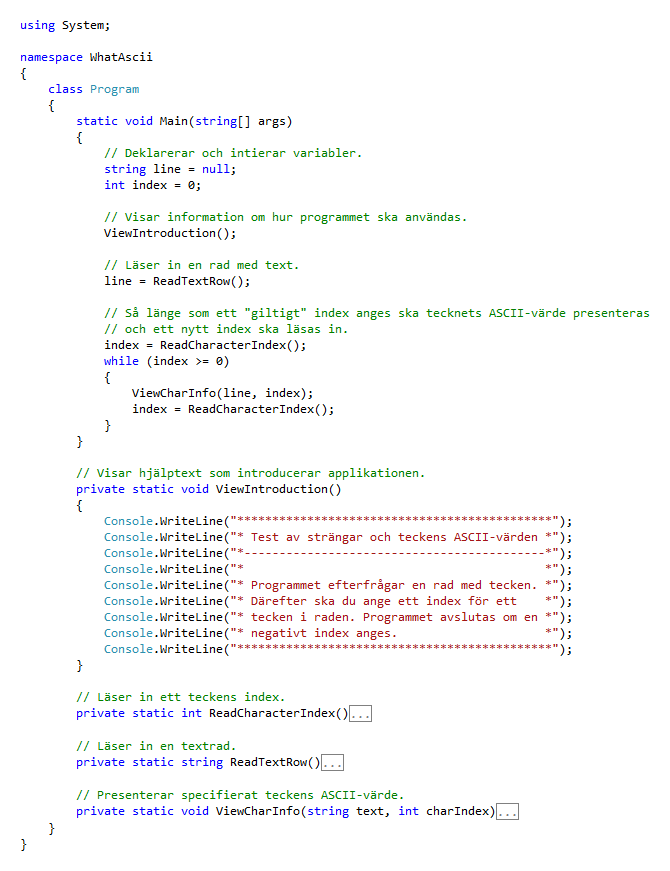 using System;

namespace WhatAscii
{
    class Program
    {
        static void Main(string[] args)
        {
            // Deklarerar och intierar variabler.
            string line = null;
            int index = 0;

            // Visar information om hur programmet ska användas.
            ViewIntroduction();

            // Läser in en rad med text.
            line = ReadTextRow();

            // Så länge som ett "giltigt" index anges ska tecknets ASCII-värde presenteras
            // och ett nytt index ska läsas in.
            index = ReadCharacterIndex();
            while (index >= 0)
            {
                ViewCharInfo(line, index);
                index = ReadCharacterIndex();
            }
        }

        // Visar hjälptext som introducerar applikationen.
        private static void ViewIntroduction()
        {
            Console.WriteLine("*********************************************");
            Console.WriteLine("* Test av strängar och teckens ASCII-värden *");
            Console.WriteLine("*-------------------------------------------*");
            Console.WriteLine("*                                           *");
            Console.WriteLine("* Programmet efterfrågar en rad med tecken. *");
            Console.WriteLine("* Därefter ska du ange ett index för ett    *");
            Console.WriteLine("* tecken i raden. Programmet avslutas om en *");
            Console.WriteLine("* negativt index anges.                     *");
            Console.WriteLine("*********************************************");
        }

        // Läser in ett teckens index.
        private static int ReadCharacterIndex()...

        // Läser in en textrad.
        private static string ReadTextRow()...

        // Presenterar specifierat teckens ASCII-värde.
        private static void ViewCharInfo(string text, int charIndex)...
    }
}